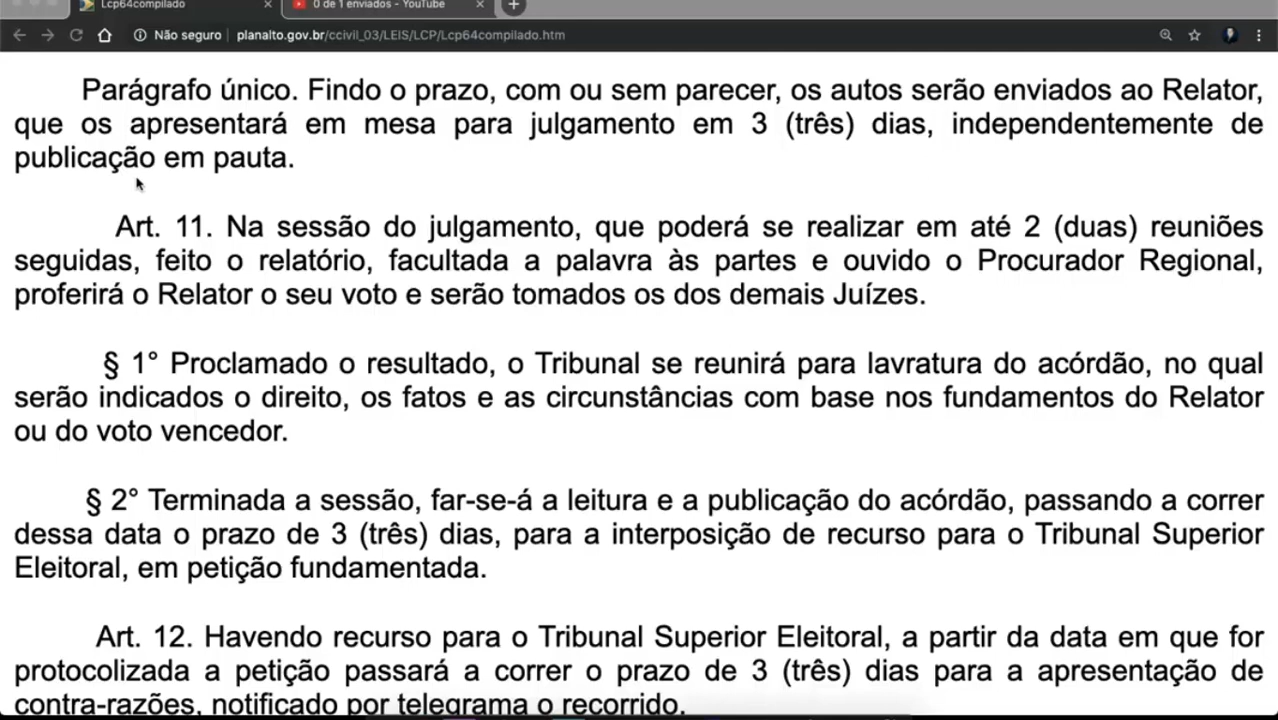 Lcp64compilado
0 de 1 enviados - YouTube
Não seguro | planalto.gov.br/ccivil_03/LEIS/LCP/Lcp64compilado.htm
Parágrafo único. Findo o prazo, com ou sem parecer, os autos serão enviados ao Relator,
que os apresentará em mesa para julgamento em 3 (três) dias, independentemente de
publicação em pauta.
Art. 11. Na sessão do julgamento, que poderá se realizar em até 2 (duas) reuniões
seguidas, feito o relatório, facultada a palavra às partes e ouvido o Procurador Regional,
proferirá o Relator o seu voto e serão tomados os dos demais Juízes.
§ 1° Proclamado o resultado, o Tribunal se reunirá para lavratura do acórdão, no qual
serão indicados o direito, os fatos e as circunstâncias com base nos fundamentos do Relator
ou do voto vencedor.
§ 2° Terminada a sessão, far-se-á a leitura e a publicação do acórdão, passando a correr
dessa data o prazo de 3 (três) dias, para a interposição de recurso para o Tribunal Superior
Eleitoral, em petição fundamentada.
Art. 12. Havendo recurso para o Tribunal Superior Eleitoral, a partir da data em que for
protocolizada a petição passará a correr o prazo de 3 (três) dias para a apresentação de
contra-razões, notificado por telegrama o recorrido.